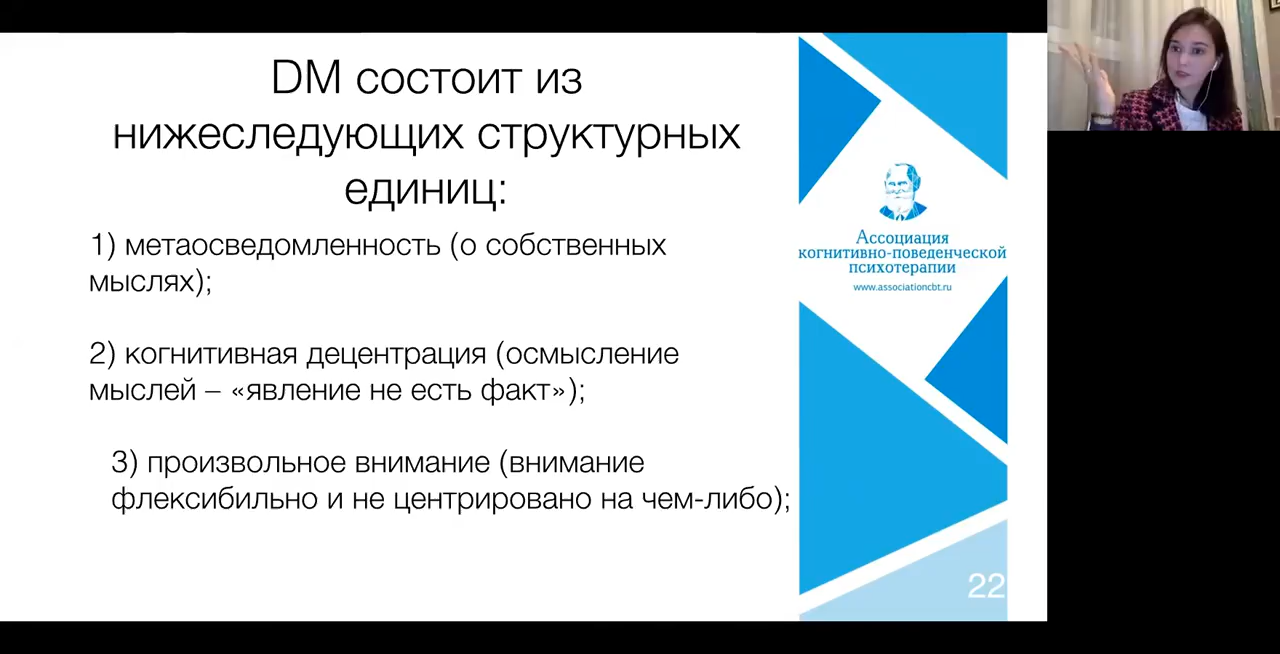 DM состоит из
нижеследующих структурных
единиц:
1) метаосведомленность (о собственных
мыслях);
2) когнитивная децентрация (осмысление
мыслей – «явление не есть факт»);
3) произвольное внимание (внимание
флексибильно и не центрировано на чем-либо);
Ассоциация
когнитивно-поведенческой
психотерапии
www.associationcbt.ru
22